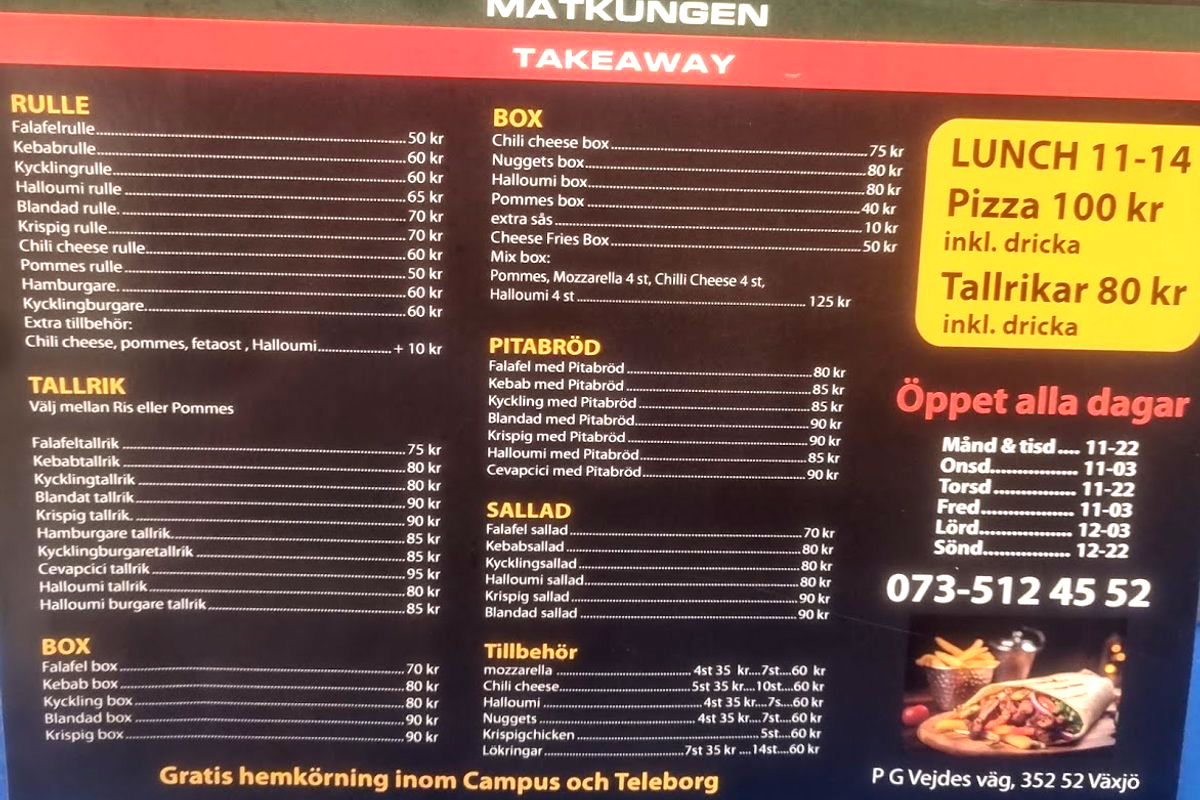 MATKUNGEN
TAKEAWAY
RULLE
Falafelrulle 50 kr
Kebabrulle 60 kr
Kycklingrulle 60 kr
Halloumi rulle 65 kr
Blandad rulle. 70 kr
Krispig rulle 70 kr
Chili cheese rulle 60 kr
Pommes rulle 50 kr
Hamburgare. 60 kr
Kycklingburgare 60 kr
Extra tillbehör:
Chili cheese, pommes, fetaost , Halloumi + 10 kr
TALLRIK
Välj mellan Ris eller Pommes
Falafeltallrik 75 kr
Kebabtallrik 80 kr
Kycklingtallrik 80 kr
Blandat tallrik 90 kr
Krispig tallrik. 90 kr
Hamburgare tallrik 85 kr
Kycklingburgaretallrik 85 kr
Cevapcici tallrik 95 kr
Halloumi tallrik 80 kr
Halloumi burgare tallrik 85 kr
BOX
Falafel box 70 kr
Kebab box 80 kr
Kyckling box 80 kr
Blandad box 90 kr
Krispig box 90 kr
BOX
Chili cheese box 75 kr
Nuggets box 80 kr
Halloumi box 80 kr
Pommes box 40 kr
extra sås 10 kr
Cheese Fries Box 50 kr
Mix box:
Pommes, Mozzarella 4 st, Chilli Cheese 4 st,
Halloumi 4 st 125 kr
PITABRÖD
Falafel med Pitabröd 80 kr
Kebab med Pitabröd 85 kr
Kyckling med Pitabröd 85 kr
Blandad med Pitabröd 90 kr
Krispig med Pitabröd 90 kr
Halloumi med Pitabröd 85 kr
Cevapcici med Pitabröd 90 kr
SALLAD
Falafel sallad 70 kr
Kebabsallad 80 kr
Kycklingsallad 80 kr
Halloumi sallad 80 kr
Krispig sallad 90 kr
Blandad sallad 90 kr
Tillbehör
mozzarella 4st 35 kr....7st....60 kr
Chili cheese 5st 35 kr....10st....60 kr
Halloumi 4st 35 kr....7s....60 kr
Nuggets 4st 35 kr....7st....60 kr
Krispigchicken 5st....60 kr
Lökringar 7st 35 kr ....14st....60 kr
LUNCH 11-14
Pizza 100 kr
inkl. dricka
Tallrikar 80 kr
inkl. dricka
Öppet alla dagar
Månd & tisd.... 11-22
Onsd 11-03
Torsd 11-22
Fred 11-03
Lörd 12-03
Sönd 12-22
073-512 45 52
Gratis hemkörning inom Campus och Teleborg
P G Vejdes väg, 352 52 Växjö